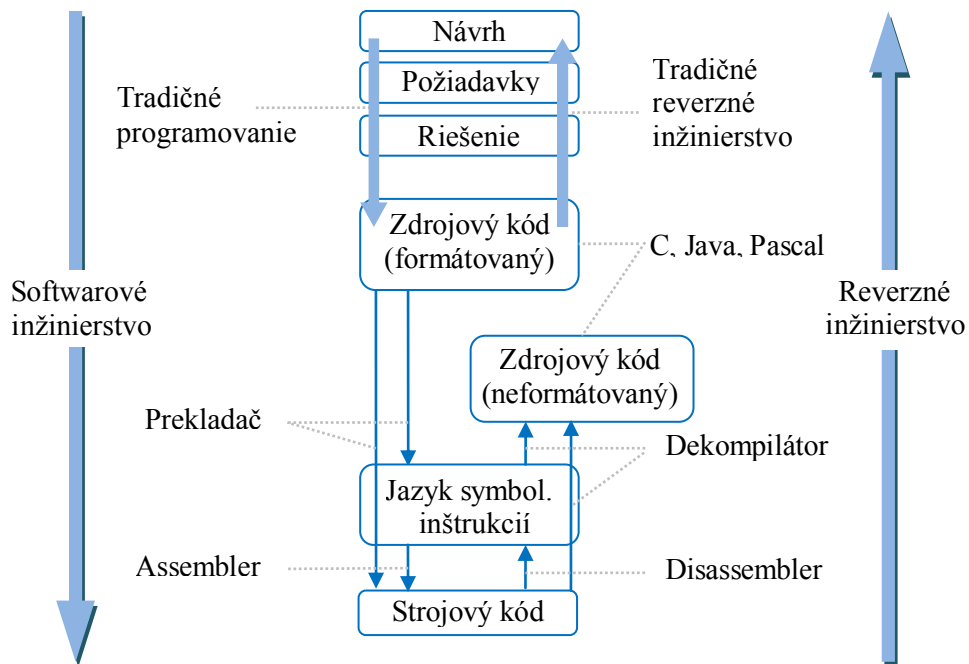 Návrh
Požiadavky
Riešenie
Tradičné
programovanie
Tradičné
reverzné
inžinierstvo
Zdrojový kód
(formátovaný)
C, Java, Pascal
Softwarové
inžinierstvo
Reverzné
inžinierstvo
Zdrojový kód
(neformátovaný)
Prekladač
Dekompilátor
Jazyk symbol.
inštrukcií
Assembler
Disassembler
Strojový kód